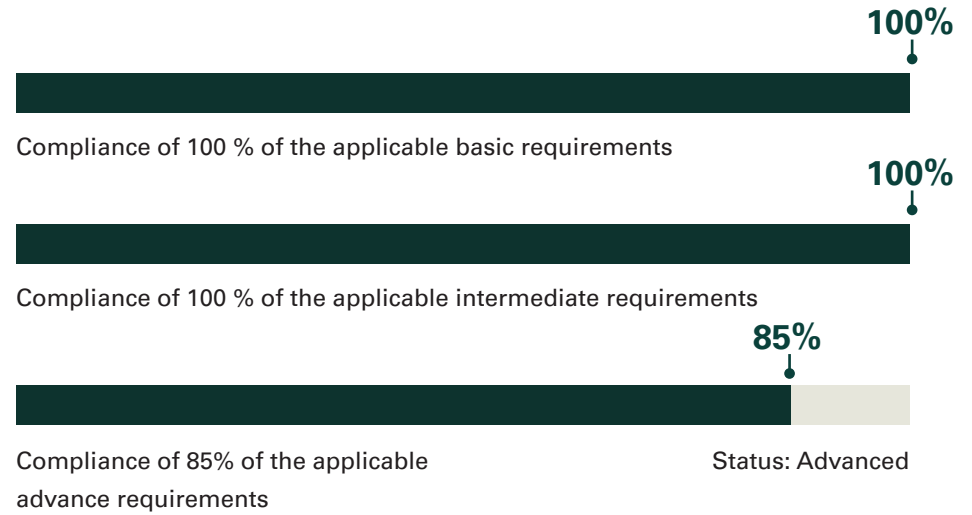 100%
Compliance of 100 % of the applicable basic requirements
100%
Compliance of 100 % of the applicable intermediate requirements
85%
Compliance of 85% of the applicable
advance requirements
Status: Advanced